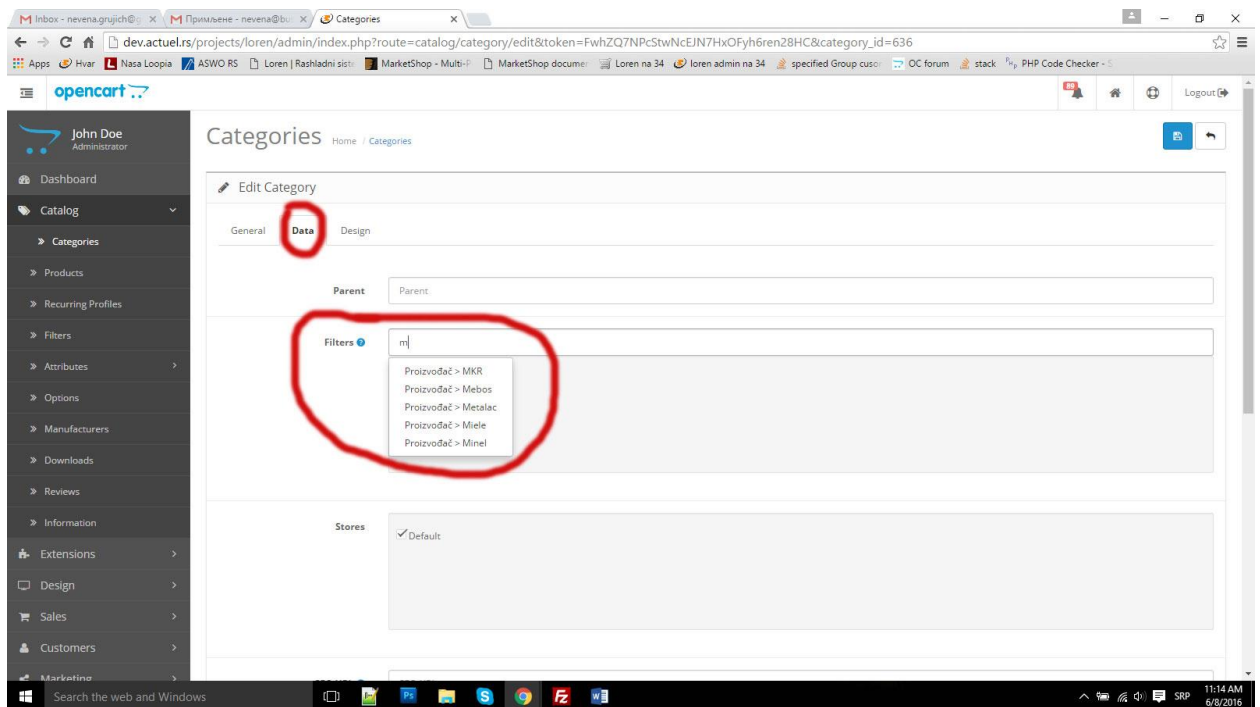 Inbox - nevena.grujich@g
Примљене - nevena@bu
Categories
dev.actuel.rs/projects/loren/admin/index.php?route=catalog/category/edit&token=FwhZQ7NPcStwNcEJN7HxOFyh6ren28HC&category_id=636
Apps Hvar Nasa Loopia ASWO RS Loren | Rashladni siste MarketShop - Multi-P MarketShop documen Loren na 34 loren admin na 34 specified Group cuso OC forum stack PHP Code Checker - S
opencart
89
Logout
John Doe
Administrator
Categories Home / Categories
Dashboard
Edit Category
Catalog
General Data Design
Categories
Products
Parent Parent
Recurring Profiles
Filters
Filters m
Attributes
Proizvođač > MKR
Proizvođač > Mebos
Options
Proizvođač > Metalac
Proizvođač > Miele
Manufacturers
Proizvođač > Minel
Downloads
Reviews
Information
Stores
Default
Extensions
Design
Sales
Customers
Marketing
Search the web and Windows
SRP
11:14 AM
6/8/2016